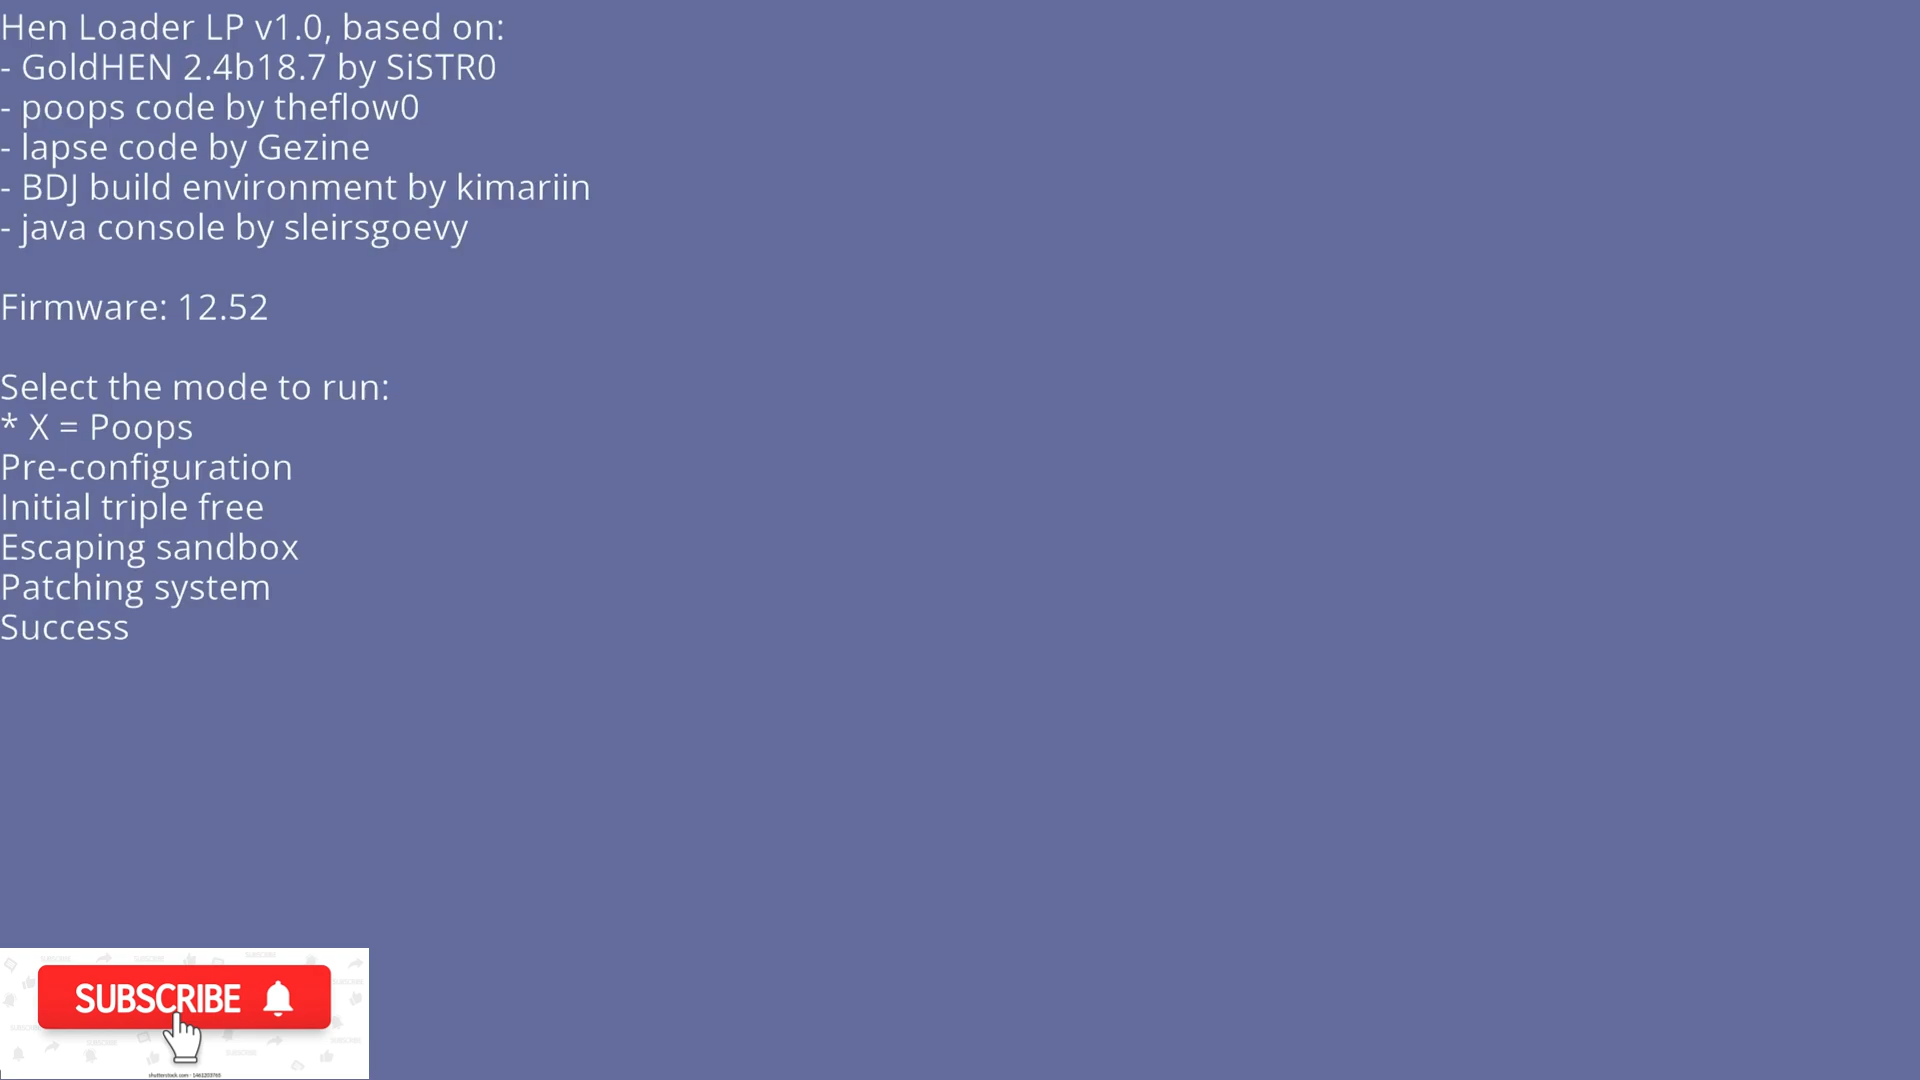 Hen Loader LP v1.0, based on:
- GoldHEN 2.4b18.7 by SiSTR0
- poops code by theflow0
- lapse code by Gezine
- BDJ build environment by kimariin
- java console by sleirsgoevy
Firmware: 12.52
Select the mode to run:
* X = Poops
Pre-configuration
Initial triple free
Escaping sandbox
Patching system
Success
SUBSCRIBE